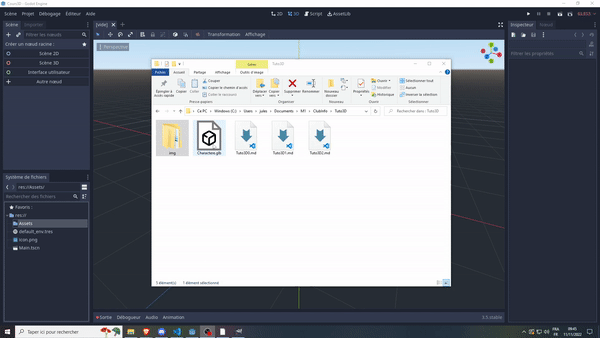 Scène Projet Débogage Éditeur Aide
2D 3D Script AssetLib
Scène Importer
Filtrer les nœuds
Créer un nœud racine :
Scène 2D
Scène 3D
Interface utilisateur
Autre nœud
[vide]
Transformation Affichage
Perspective
Inspecteur
Filtrer les propriétés
Gérer
Tuto3D
Fichier Accueil Partage Affichage Outils d'image
Épingler à Accès rapide
Copier Coller
Couper
Copier le chemin d'accès
Coller le raccourci
Déplacer vers
Copier vers
Supprimer Renommer
Nouveau dossier
Propriétés
Ouvrir
Modifier
Historique
Sélectionner tout
Aucun
Inverser la sélection
Presse-papiers Organiser Nouveau Ouvrir Sélectionner
Ce PC Windows (C:) Users jules Documents M1 ClubInfo Tuto3D
Rechercher dans : Tuto3D
img Characters.glb Tuto3D0.md Tuto3D1.md Tuto3D2.md
5 élément(s) 1 élément sélectionné
Système de fichiers
res://Assets/
Rechercher des fichiers
Favoris :
res://
Assets
default_env.tres
icon.png
Main.tscn
Sortie Débogueur Audio Animation
3.5.stable
Taper ici pour rechercher
FRA
FR
09:45
11/11/2022